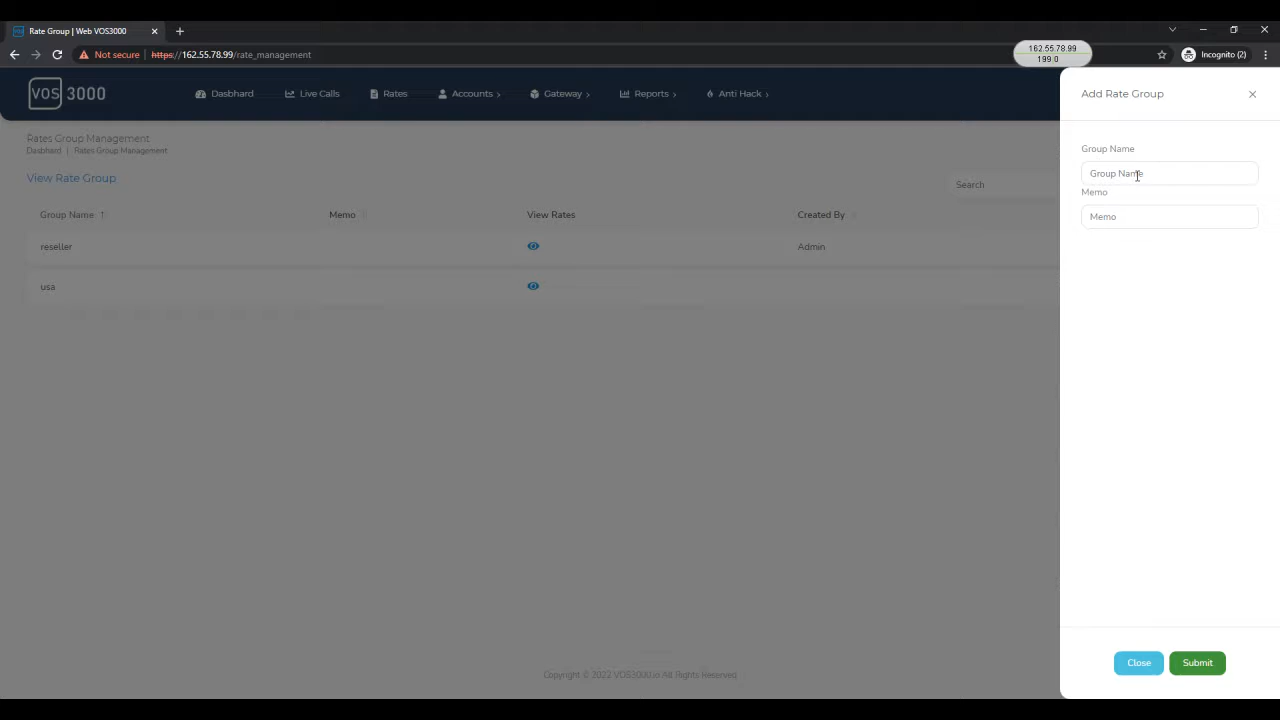 Rate Group | Web VOS3000
Not secure | https://162.55.78.99/rate_management
162.55.78.99
199 0
Incognito (2)
VOS 3000
Dasbhard
Live Calls
Rates
Accounts
Gateway
Reports
Anti Hack
Add Rate Group
Rates Group Management
Dasbhard | Rates Group Management
View Rate Group
Search
Group Name
Group Name
Memo
Memo
Group Name ↑ Memo View Rates Created By
reseller Admin
usa
Copyright © 2022 VOS3000.io All Rights Reserved
Close
Submit